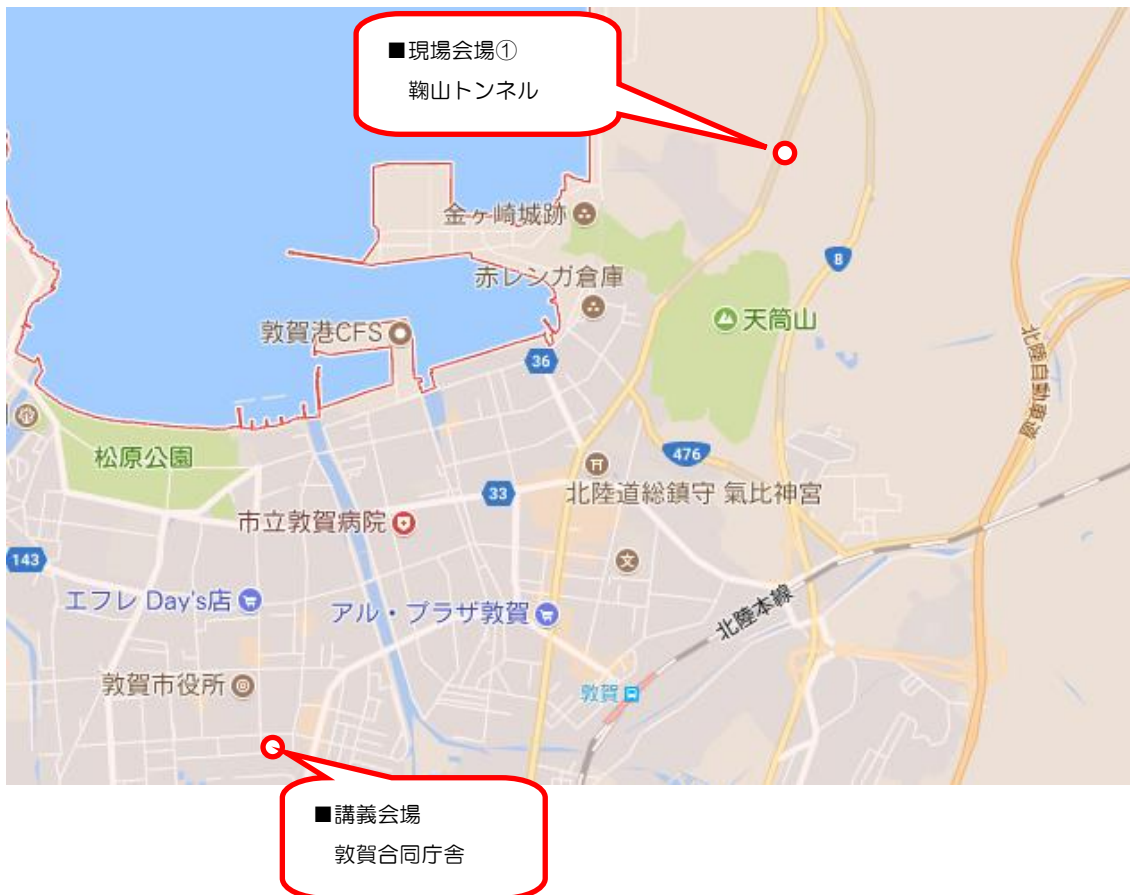 ■現場会場①
鞠山トンネル
金ヶ崎城跡
8
赤レンガ倉庫
天筒山
敦賀港CFS
36
北陸自動車道
松原公園
476
33
北陸道総鎮守 氣比神宮
市立敦賀病院
文
143
エフレ Day's店
アル・プラザ敦賀
北陸本線
敦賀市役所
敦賀
■講義会場
敦賀合同庁舎